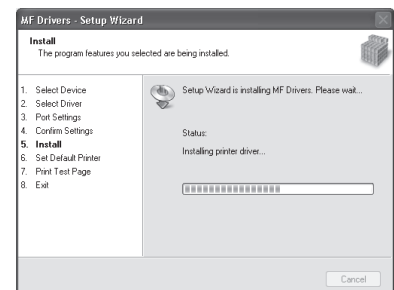 MF Drivers - Setup Wizard
Install
The program features you selected are being installed.
1. Select Device
2. Select Driver
3. Port Settings
4. Confirm Settings
5. Install
6. Set Default Printer
7. Print Test Page
8. Exit
Setup Wizard is installing MF Drivers. Please wait...
Status:
Installing printer driver...
Cancel